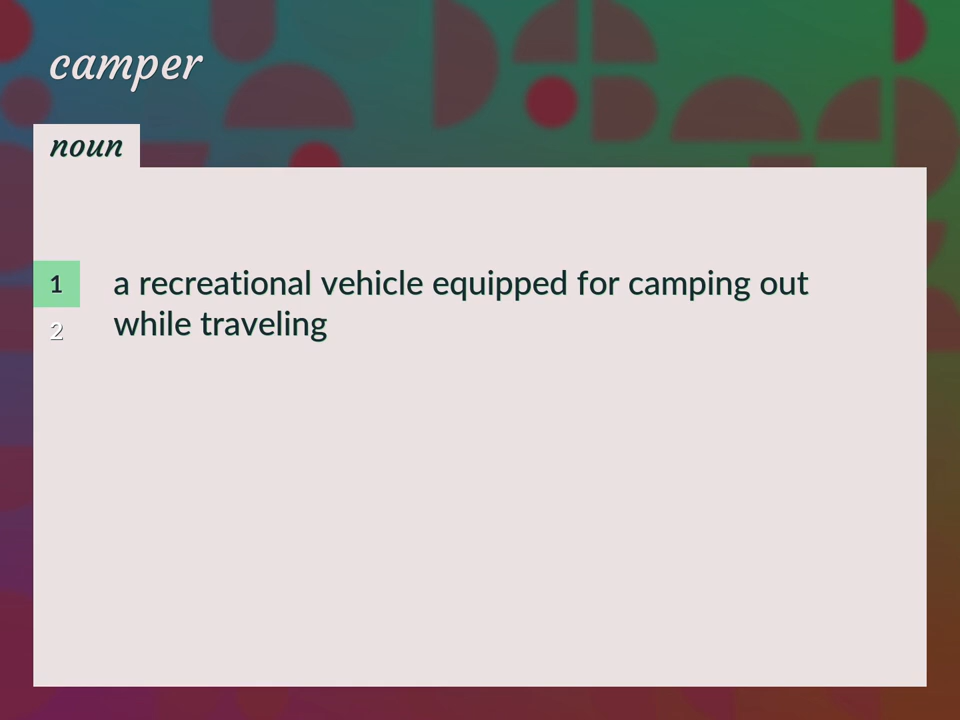 camper
noun
1 a recreational vehicle equipped for camping out
2 while traveling